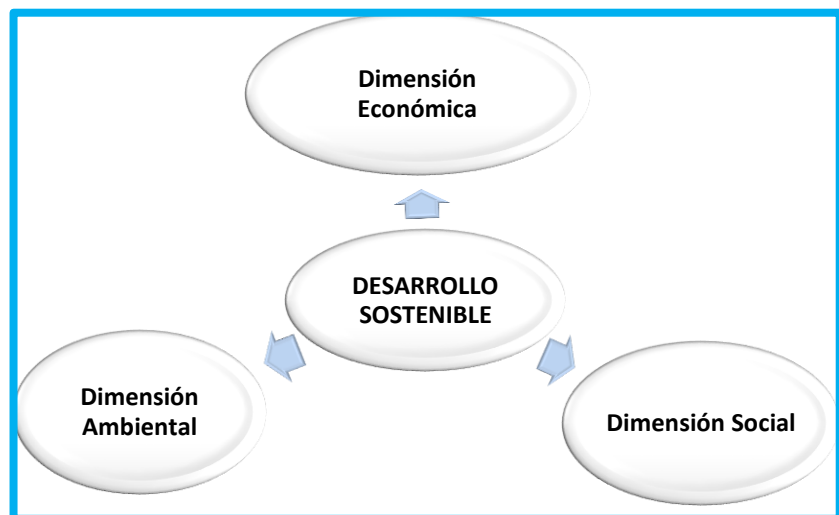 Dimensión
Económica
DESARROLLO
SOSTENIBLE
Dimensión
Ambiental
Dimensión Social